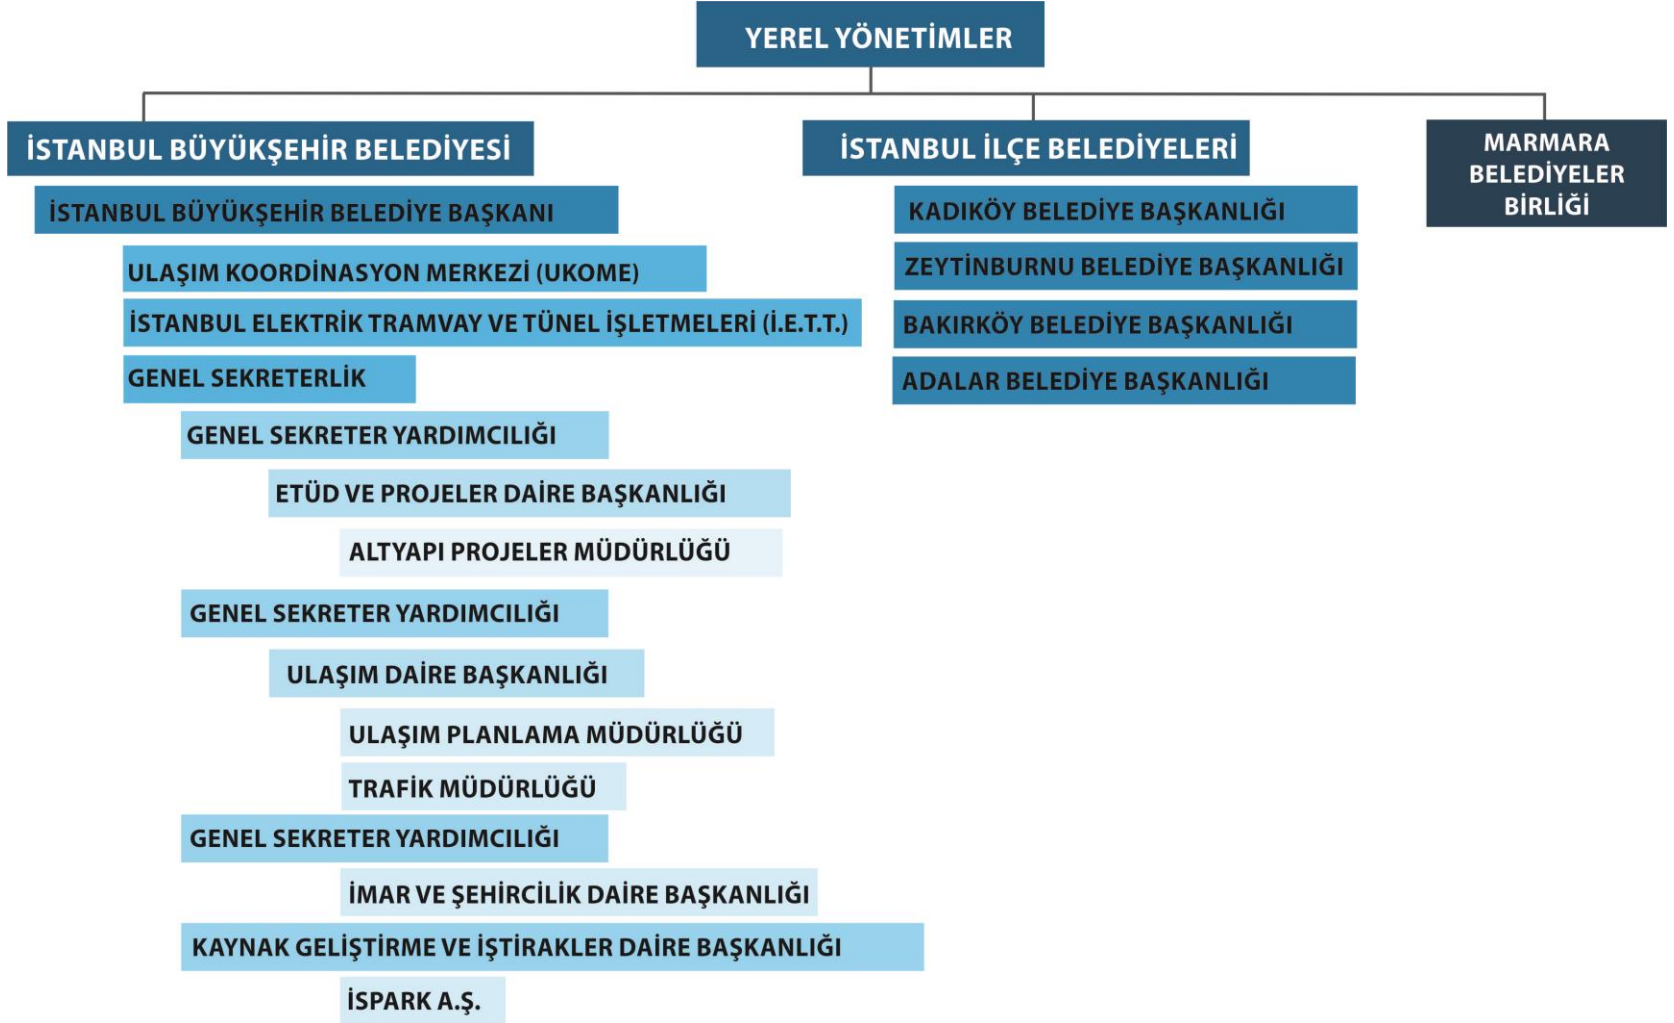 YEREL YÖNETİMLER
İSTANBUL BÜYÜKŞEHİR BELEDİYESİ
İSTANBUL BÜYÜKŞEHİR BELEDİYE BAŞKANI
ULAŞIM KOORDİNASYON MERKEZİ (UKOME)
İSTANBUL ELEKTRİK TRAMVAY VE TÜNEL İŞLETMELERİ (İ.E.T.T.)
GENEL SEKRETERLİK
GENEL SEKRETER YARDIMCILIĞI
ETÜD VE PROJELER DAİRE BAŞKANLIĞI
ALTYAPI PROJELER MÜDÜRLÜĞÜ
GENEL SEKRETER YARDIMCILIĞI
ULAŞIM DAİRE BAŞKANLIĞI
ULAŞIM PLANLAMA MÜDÜRLÜĞÜ
TRAFİK MÜDÜRLÜĞÜ
GENEL SEKRETER YARDIMCILIĞI
İMAR VE ŞEHİRCİLİK DAİRE BAŞKANLIĞI
KAYNAK GELİŞTİRME VE İŞTİRAKLER DAİRE BAŞKANLIĞI
İSPARK A.Ş.
İSTANBUL İLÇE BELEDİYELERİ
KADIKÖY BELEDİYE BAŞKANLIĞI
ZEYTİNBURNU BELEDİYE BAŞKANLIĞI
BAKIRKÖY BELEDİYE BAŞKANLIĞI
ADALAR BELEDİYE BAŞKANLIĞI
MARMARA
BELEDİYELER
BİRLİĞİ